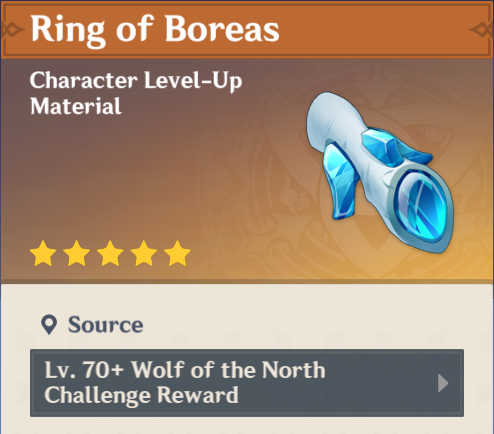 Ring of Boreas
Character Level-Up
Material
Source
Lv. 70+ Wolf of the North
Challenge Reward